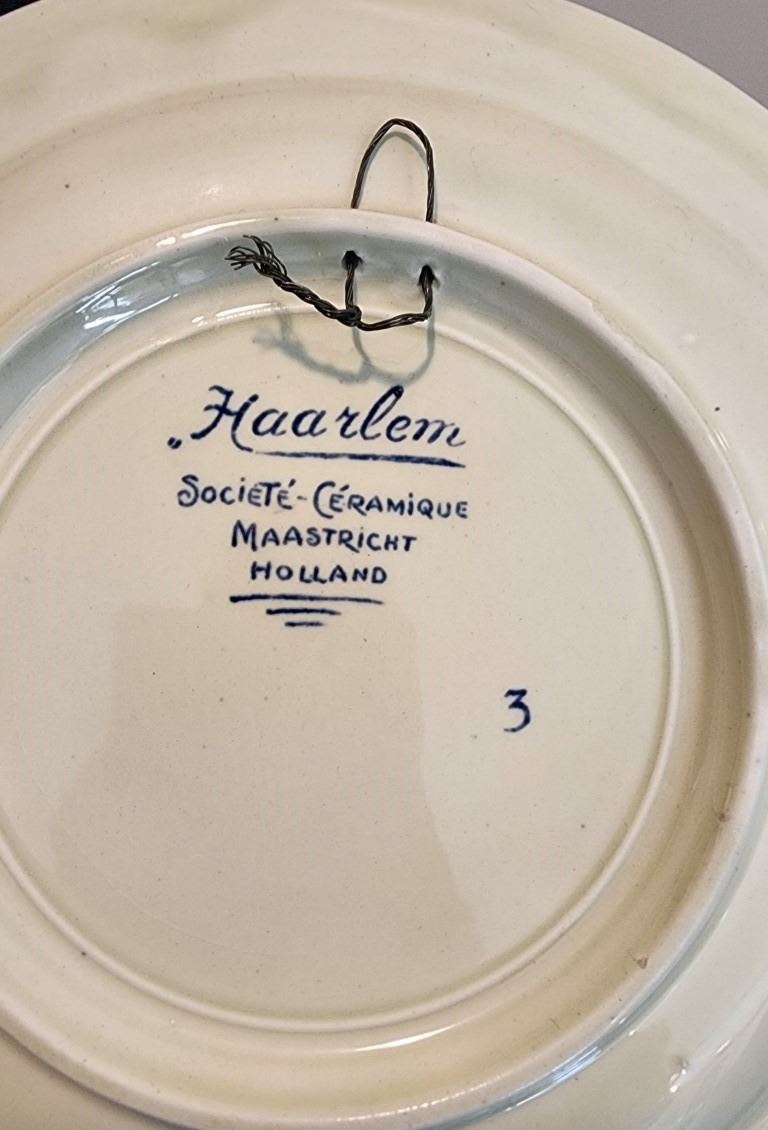 „Haarlem
SOCIÉTÉ-CÉRAMIQUE
MAASTRICHT
HOLLAND
3